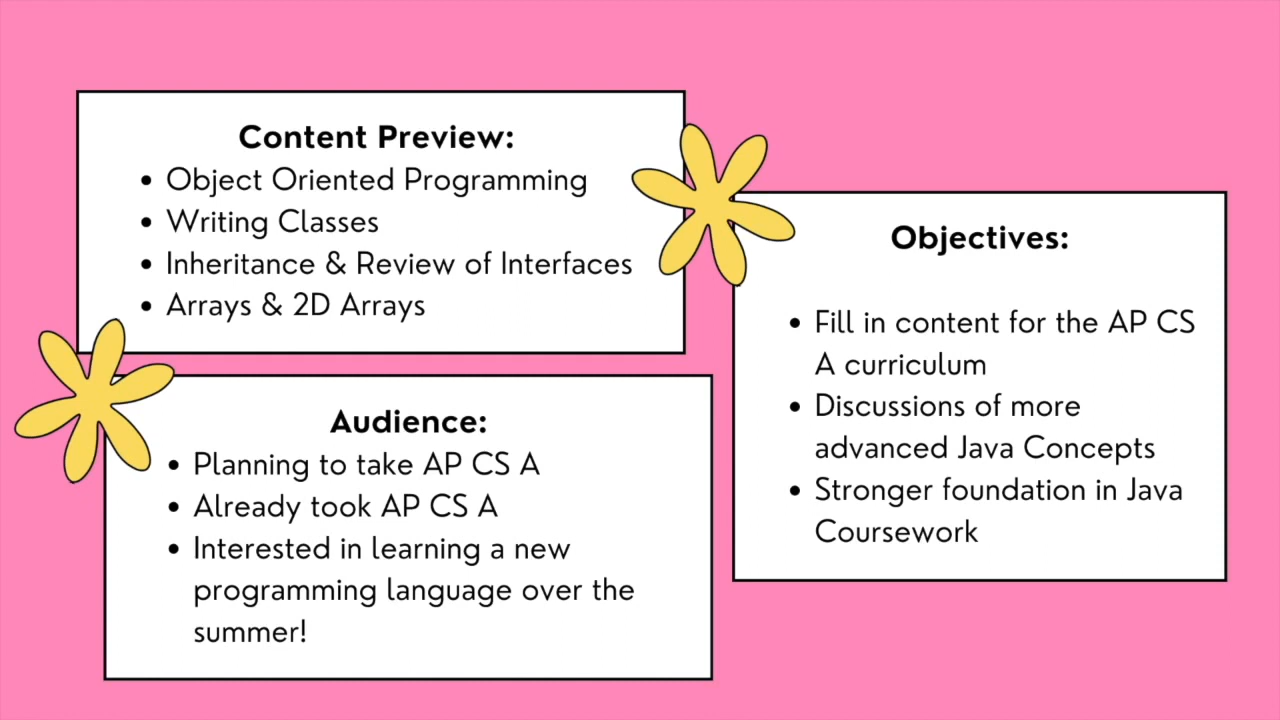 Content Preview:
• Object Oriented Programming
• Writing Classes
• Inheritance & Review of Interfaces
• Arrays & 2D Arrays
Audience:
• Planning to take AP CS A
• Already took AP CS A
• Interested in learning a new
programming language over the
summer!
Objectives:
• Fill in content for the AP CS
A curriculum
• Discussions of more
advanced Java Concepts
• Stronger foundation in Java
Coursework